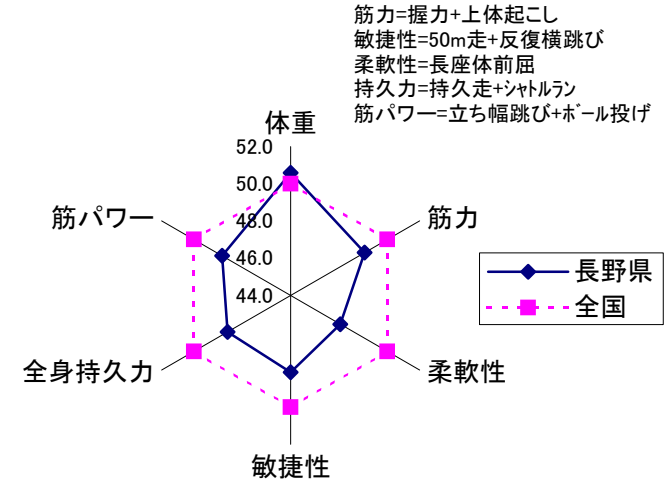 筋力=握力+上体起こし
敏捷性=50m走+反復横跳び
柔軟性=長座体前屈
持久力=持久走+ｼｬﾄﾙﾗﾝ
筋パワー=立ち幅跳び+ﾎﾞｰﾙ投げ
体重
52.0
50.0
48.0
46.0
44.0
筋パワー
筋力
長野県
全国
全身持久力
柔軟性
敏捷性